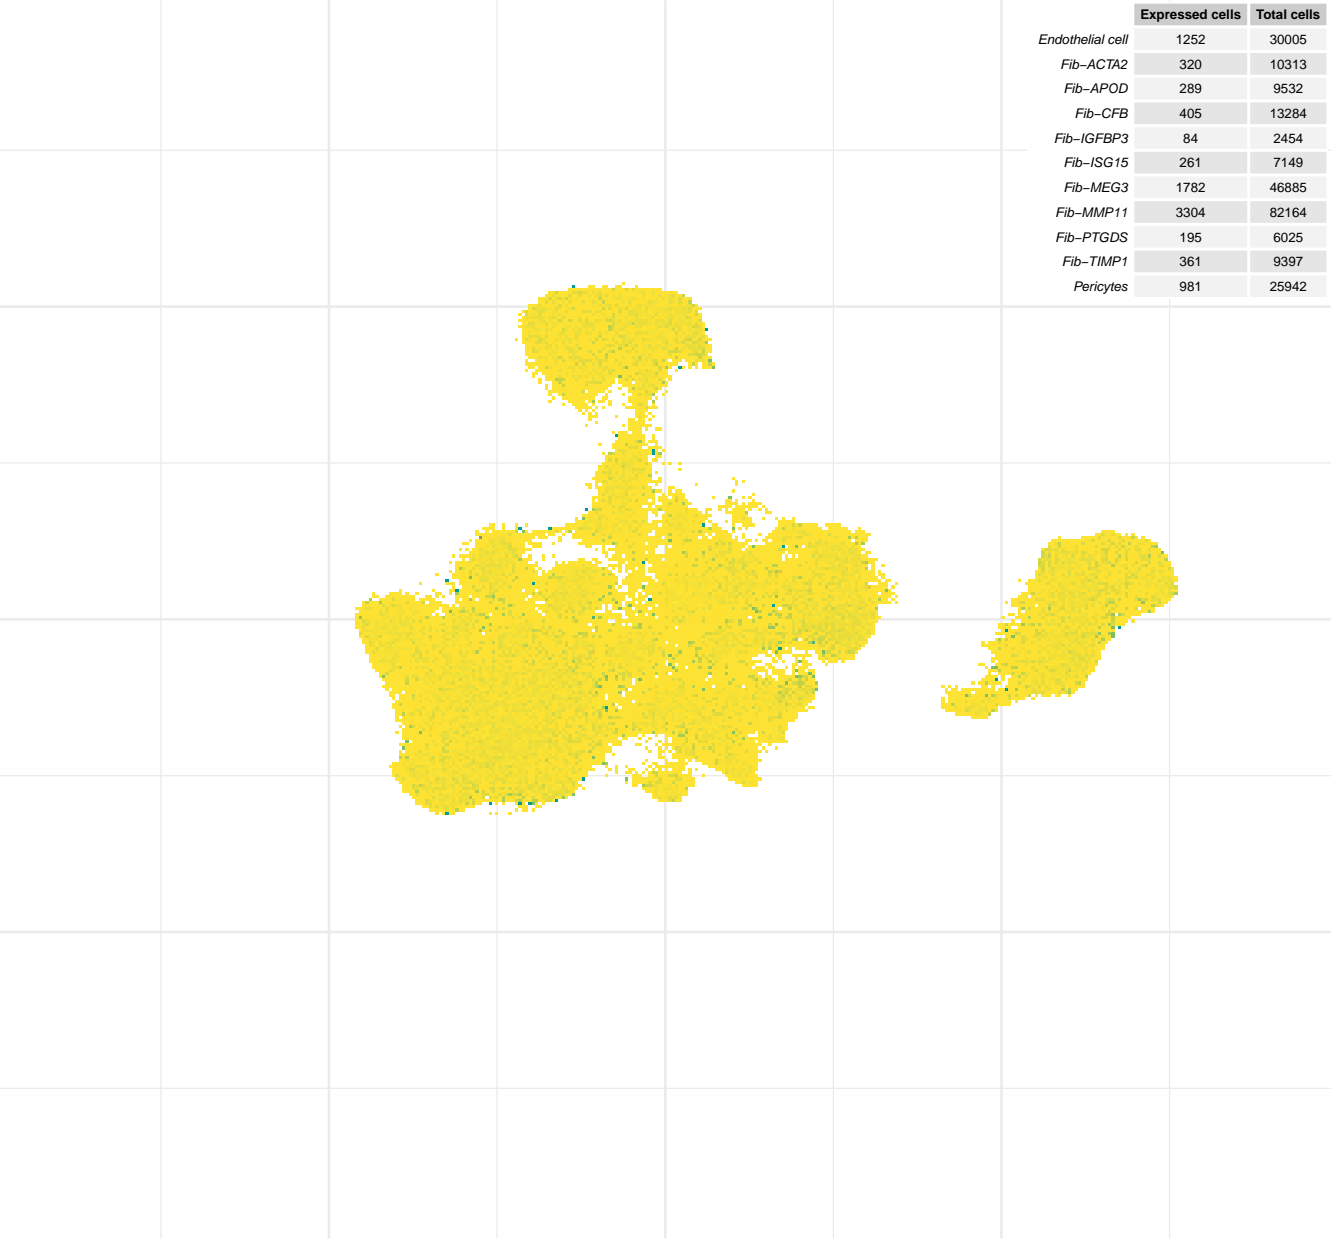 Expressed cells Total cells
Endothelial cell 1252 30005
Fib−ACTA2 320 10313
Fib−APOD 289 9532
Fib−CFB 405 13284
Fib−IGFBP3 84 2454
Fib−ISG15 261 7149
Fib−MEG3 1782 46885
Fib−MMP11 3304 82164
Fib−PTGDS 195 6025
Fib−TIMP1 361 9397
Pericytes 981 25942